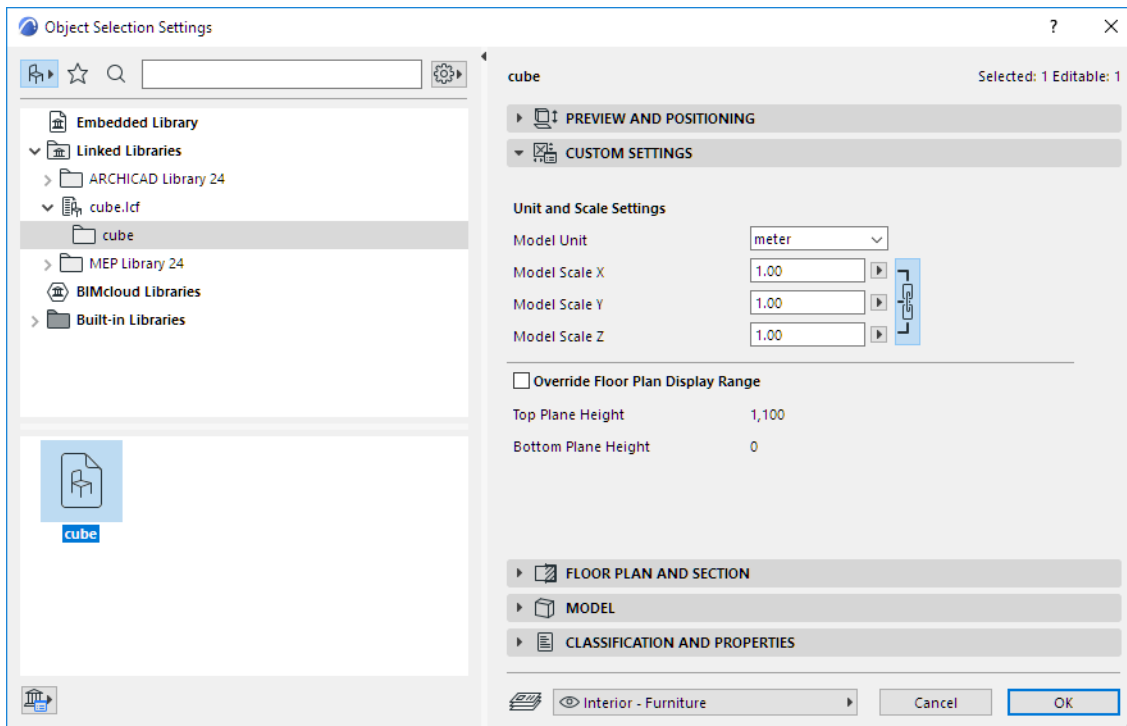 Object Selection Settings
?
Embedded Library
Linked Libraries
ARCHICAD Library 24
cube.lcf
cube
MEP Library 24
BIMcloud Libraries
Built-in Libraries
cube
cube
Selected: 1 Editable: 1
PREVIEW AND POSITIONING
CUSTOM SETTINGS
Unit and Scale Settings
Model Unit meter
Model Scale X 1.00
Model Scale Y 1.00
Model Scale Z 1.00
Override Floor Plan Display Range
Top Plane Height 1,100
Bottom Plane Height 0
FLOOR PLAN AND SECTION
MODEL
CLASSIFICATION AND PROPERTIES
Interior - Furniture
Cancel
OK